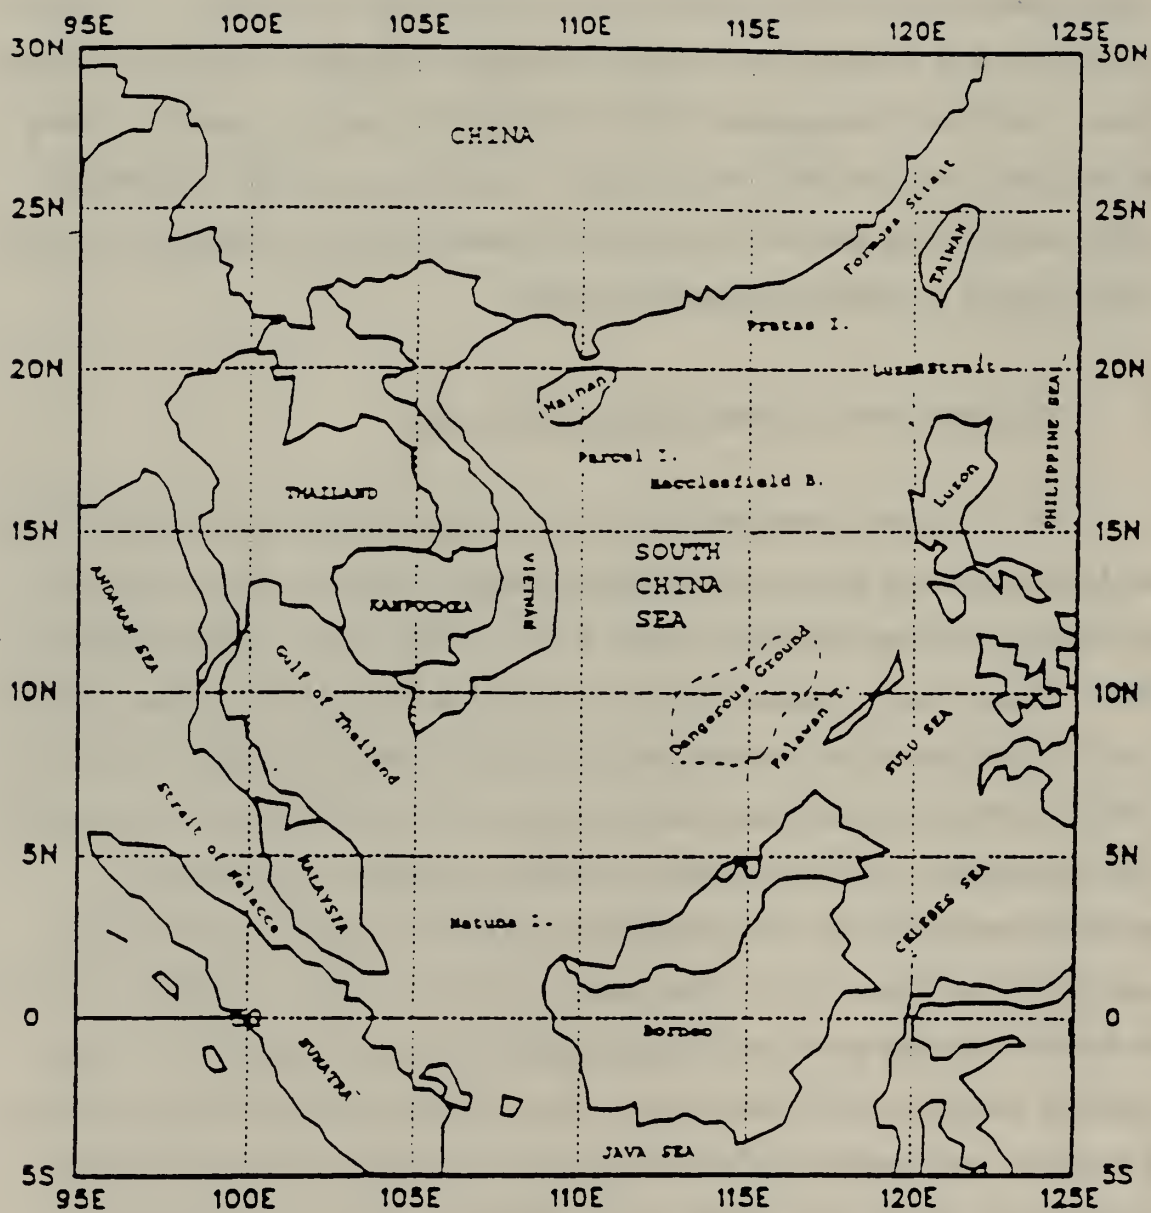 95E 100E 105E 110E 115E 120E 125E
30N 30N
CHINA
Formosa Strait
25N 25N
TAIWAN
Pratas I.
20N Luzon Strait 20N
Hainan
PHILIPPINE SEA
Parcel I.
Macclesfield B.
THAILAND
Luzon
15N 15N
SOUTH
CHINA
SEA
VIETNAM
ANDAMAN SEA
KAMPOCHEA
Gulf of Thailand
Dangerous Ground
10N 10N
Palawan T.
SULU SEA
Strait of Malacca
5N 5N
MALAYSIA
CELEBES SEA
Natuna I.
0 0
Borneo
SUMATRA
JAVA SEA
5S 5S
95E 100E 105E 110E 115E 120E 125E